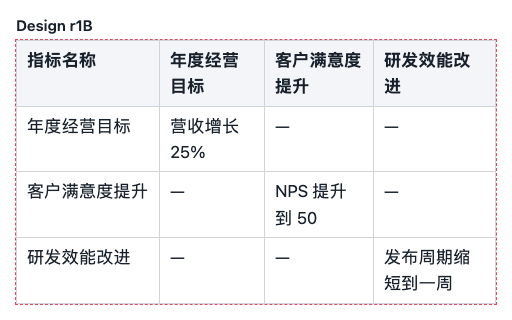 Design r1B
指标名称 年度经营 客户满意度 研发效能改
目标 提升 进
年度经营目标 营收增长 — —
25%
客户满意度提升 — NPS 提升 —
到 50
研发效能改进 — — 发布周期缩
短到一周